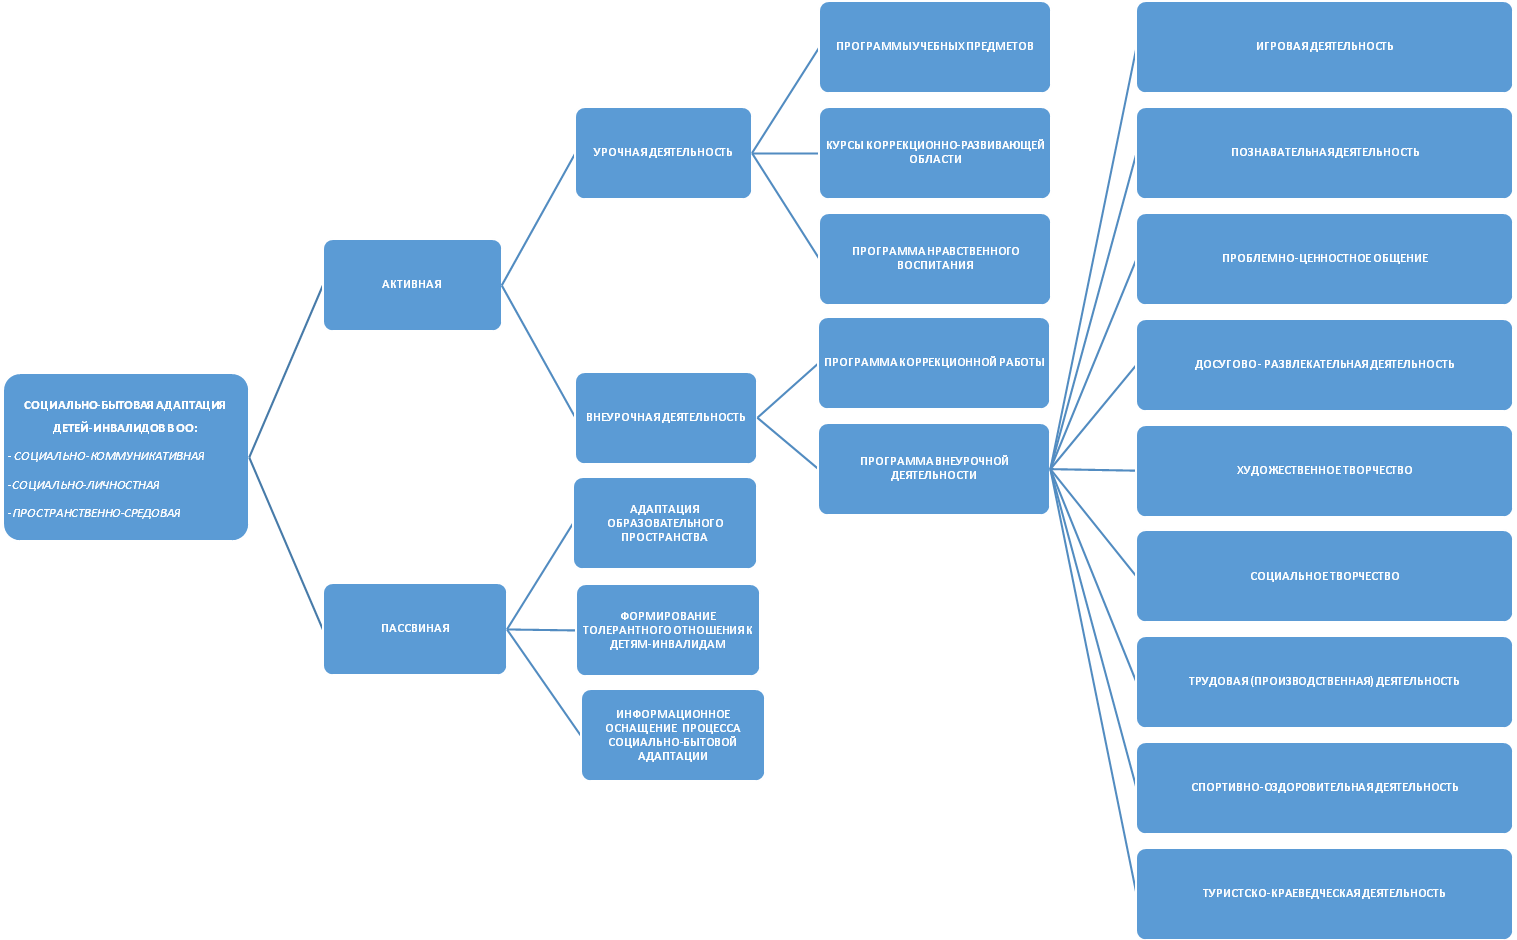 СОЦИАЛЬНО-БЫТОВАЯ АДАПТАЦИЯ
ДЕТЕЙ-ИНВАЛИДОВ В ОО:
- СОЦИАЛЬНО-КОММУНИКАТИВНАЯ
-СОЦИАЛЬНО-ЛИЧНОСТНАЯ
-ПРОСТРАНСТВЕННО-СРЕДОВАЯ
АКТИВНАЯ
ПАССВИНАЯ
УРОЧНАЯ ДЕЯТЕЛЬНОСТЬ
ВНЕУРОЧНАЯ ДЕЯТЕЛЬНОСТЬ
АДАПТАЦИЯ
ОБРАЗОВАТЕЛЬНОГО
ПРОСТРАНСТВА
ФОРМИРОВАНИЕ
ТОЛЕРАНТНОГО ОТНОШЕНИЯ К
ДЕТЯМ-ИНВАЛИДАМ
ИНФОРМАЦИОННОЕ
ОСНАЩЕНИЕ ПРОЦЕССА
СОЦИАЛЬНО-БЫТОВОЙ
АДАПТАЦИИ
ПРОГРАММЫ УЧЕБНЫХ ПРЕДМЕТОВ
КУРСЫ КОРРЕКЦИОННО-РАЗВИВАЮЩЕЙ
ОБЛАСТИ
ПРОГРАММА НРАВСТВЕННОГО
ВОСПИТАНИЯ
ПРОГРАММА КОРРЕКЦИОННОЙ РАБОТЫ
ПРОГРАММА ВНЕУРОЧНОЙ
ДЕЯТЕЛЬНОСТИ
ИГРОВАЯ ДЕЯТЕЛЬНОСТЬ
ПОЗНАВАТЕЛЬНАЯ ДЕЯТЕЛЬНОСТЬ
ПРОБЛЕМНО-ЦЕННОСТНОЕ ОБЩЕНИЕ
ДОСУГОВО - РАЗВЛЕКАТЕЛЬНАЯ ДЕЯТЕЛЬНОСТЬ
ХУДОЖЕСТВЕННОЕ ТВОРЧЕСТВО
СОЦИАЛЬНОЕ ТВОРЧЕСТВО
ТРУДОВАЯ (ПРОИЗВОДСТВЕННАЯ) ДЕЯТЕЛЬНОСТЬ
СПОРТИВНО-ОЗДОРОВИТЕЛЬНАЯ ДЕЯТЕЛЬНОСТЬ
ТУРИСТСКО-КРАЕВЕДЧЕСКАЯ ДЕЯТЕЛЬНОСТЬ